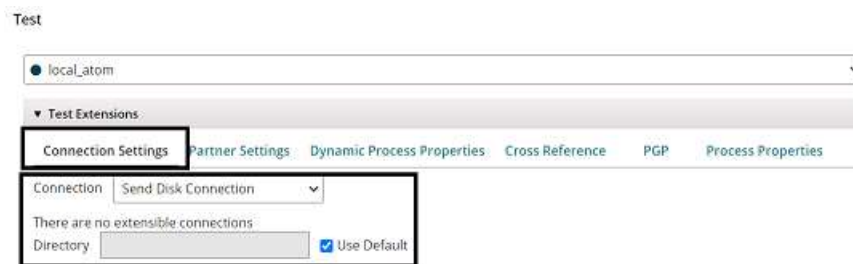 Test
local_atom
▼ Test Extensions
Connection Settings Partner Settings Dynamic Process Properties Cross Reference PGP Process Properties
Connection Send Disk Connection
There are no extensible connections
Directory Use Default